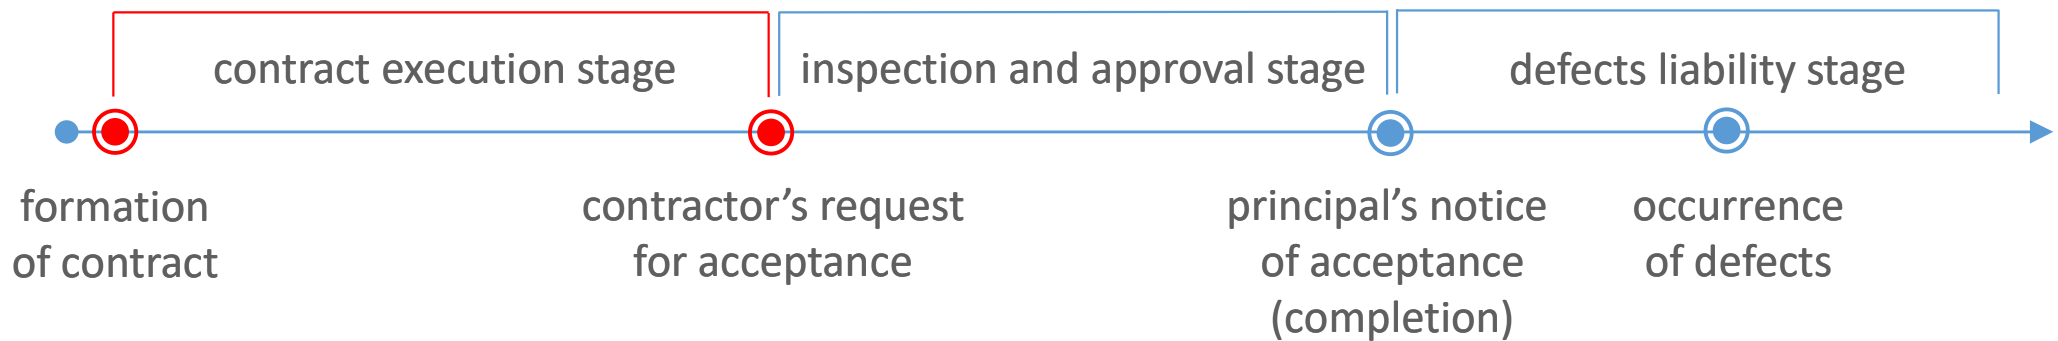 contract execution stage
inspection and approval stage
defects liability stage
formation
of contract
contractor’s request
for acceptance
principal’s notice
of acceptance
(completion)
occurrence
of defects